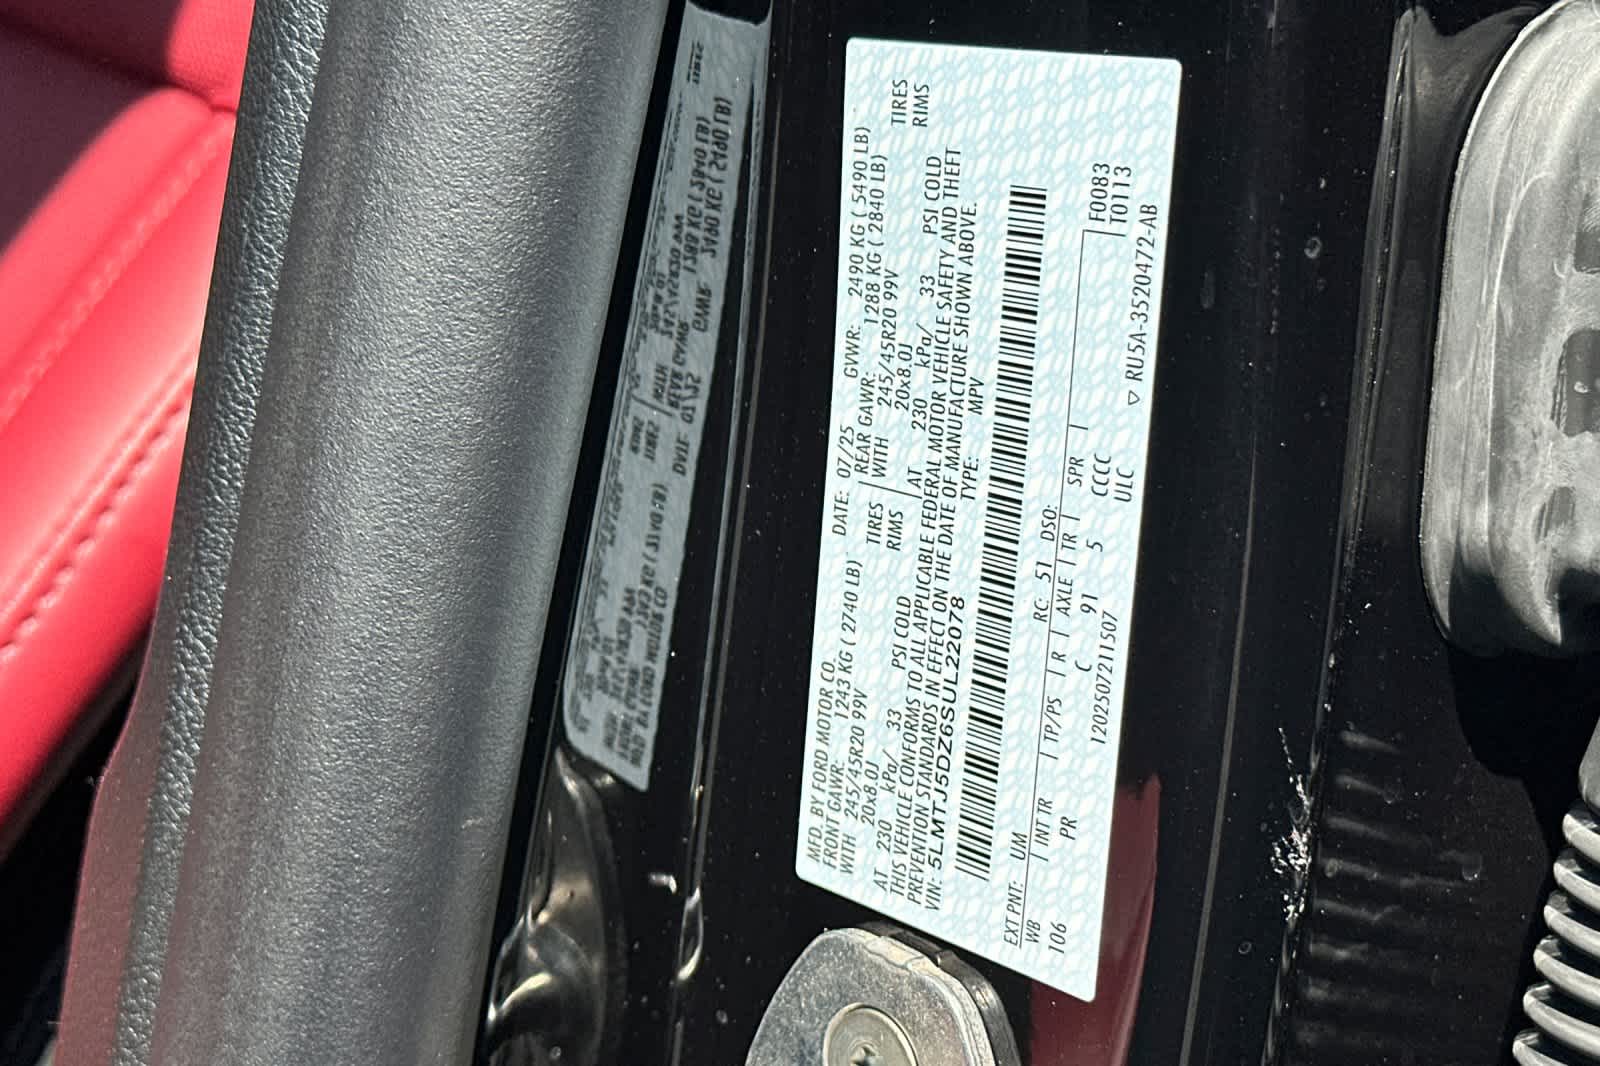 MFD. BY FORD MOTOR CO. DATE: 07/25 GVWR: 2490 KG ( 5490 LB)
FRONT GAWR: 1243 KG ( 2740 LB) REAR GAWR: 1288 KG ( 2840 LB)
WITH 245/45R20 99V TIRES WITH 245/45R20 99V TIRES
20x8.0J RIMS 20x8.0J RIMS
AT 230 kPa/ 33 PSI COLD AT 230 kPa/ 33 PSI COLD
THIS VEHICLE CONFORMS TO ALL APPLICABLE FEDERAL MOTOR VEHICLE SAFETY AND THEFT
PREVENTION STANDARDS IN EFFECT ON THE DATE OF MANUFACTURE SHOWN ABOVE.
VIN: 5LMTJ5DZ6SUL22078 TYPE: MPV
EXT PNT: UM RC: 51 DSO: F0083
WB INT TR TP/PS R AXLE TR SPR T0113
106 PR C 91 5 CCCC
1202507211507 ULC ▽ RU5A-3520472-AB